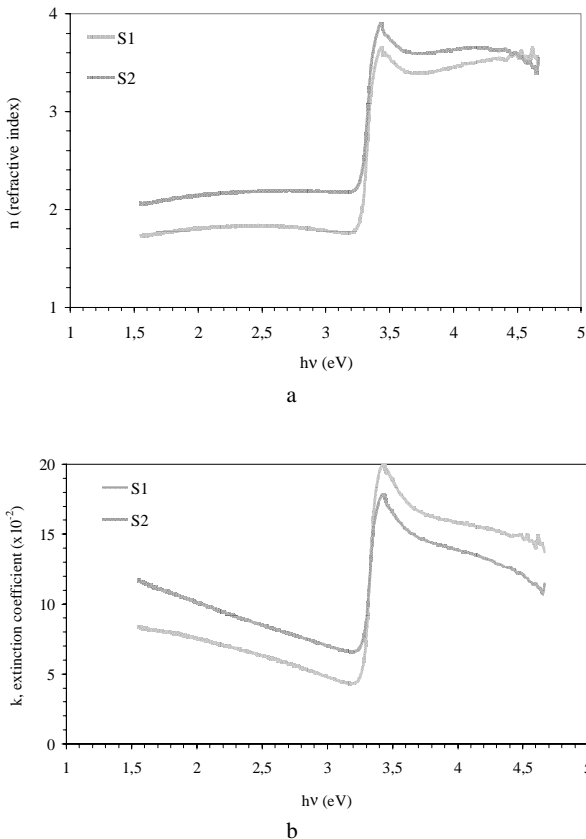 4
S1
S2
3
n (refractive index)
2
1
1 1,5 2 2,5 3 3,5 4 4,5 5
hν (eV)
a
20
S1
S2
15
k, extinction coefficient (x10⁻²)
10
5
0
1 1,5 2 2,5 3 3,5 4 4,5 5
hν (eV)
b